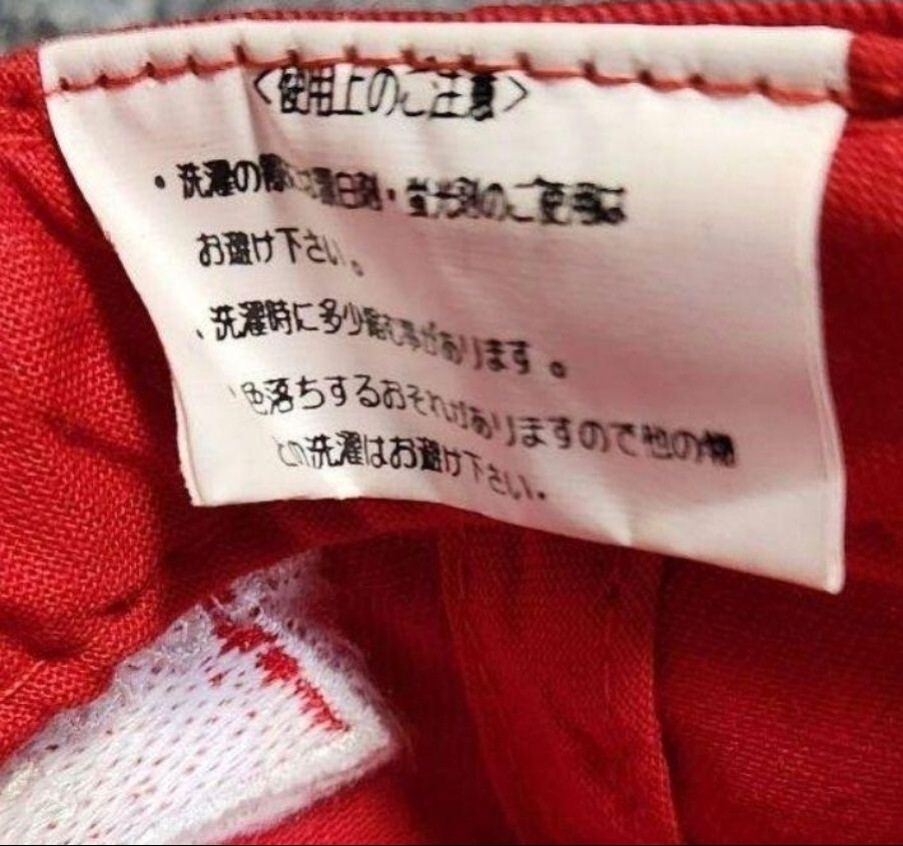 <使用上のご注意>
・洗濯の際には漂白剤・蛍光剤のご使用は
お避け下さい。
、洗濯時に多少縮む事があります。
'色落ちするおそれがありますので他の物
との洗濯はお避け下さい.